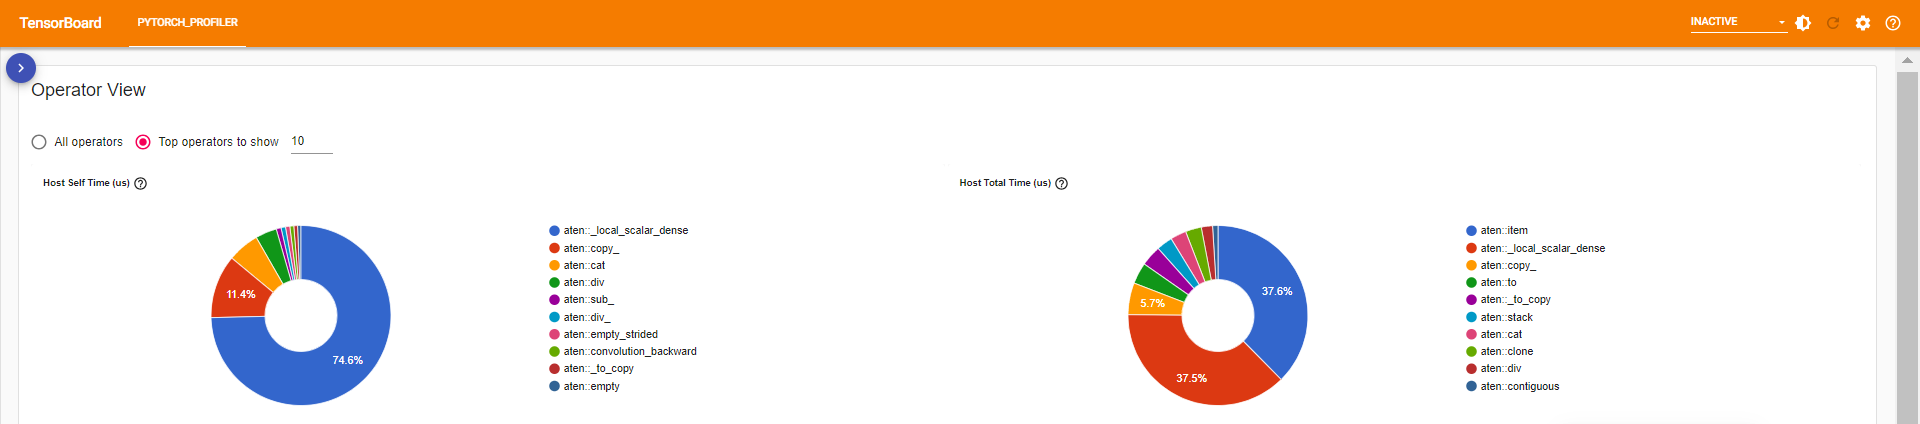 TensorBoard PYTORCH_PROFILER INACTIVE
Operator View
All operators Top operators to show 10
Host Self Time (us)
74.6%
11.4%
aten::_local_scalar_dense
aten::copy_
aten::cat
aten::div
aten::sub_
aten::div_
aten::empty_strided
aten::convolution_backward
aten::_to_copy
aten::empty
Host Total Time (us)
37.6%
5.7%
37.5%
aten::item
aten::_local_scalar_dense
aten::copy_
aten::to
aten::_to_copy
aten::stack
aten::cat
aten::clone
aten::div
aten::contiguous